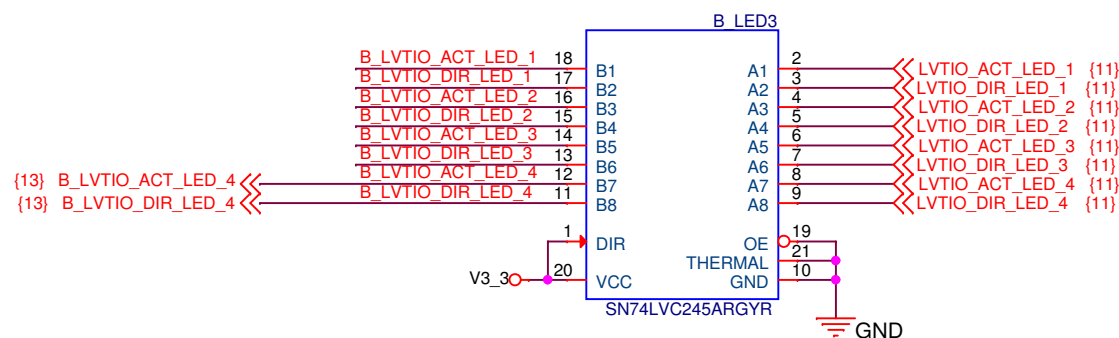 B_LED3
B_LVTIO_ACT_LED_1 18 B1 A1 2 LVTIO_ACT_LED_1 {11}
B_LVTIO_DIR_LED_1 17 B2 A2 3 LVTIO_DIR_LED_1 {11}
B_LVTIO_ACT_LED_2 16 B3 A3 4 LVTIO_ACT_LED_2 {11}
B_LVTIO_DIR_LED_2 15 B4 A4 5 LVTIO_DIR_LED_2 {11}
B_LVTIO_ACT_LED_3 14 B5 A5 6 LVTIO_ACT_LED_3 {11}
B_LVTIO_DIR_LED_3 13 B6 A6 7 LVTIO_DIR_LED_3 {11}
{13} B_LVTIO_ACT_LED_4 B_LVTIO_ACT_LED_4 12 B7 A7 8 LVTIO_ACT_LED_4 {11}
{13} B_LVTIO_DIR_LED_4 B_LVTIO_DIR_LED_4 11 B8 A8 9 LVTIO_DIR_LED_4 {11}
1 DIR OE 19
THERMAL 21
V3_3 20 VCC GND 10
SN74LVC245ARGYR
GND